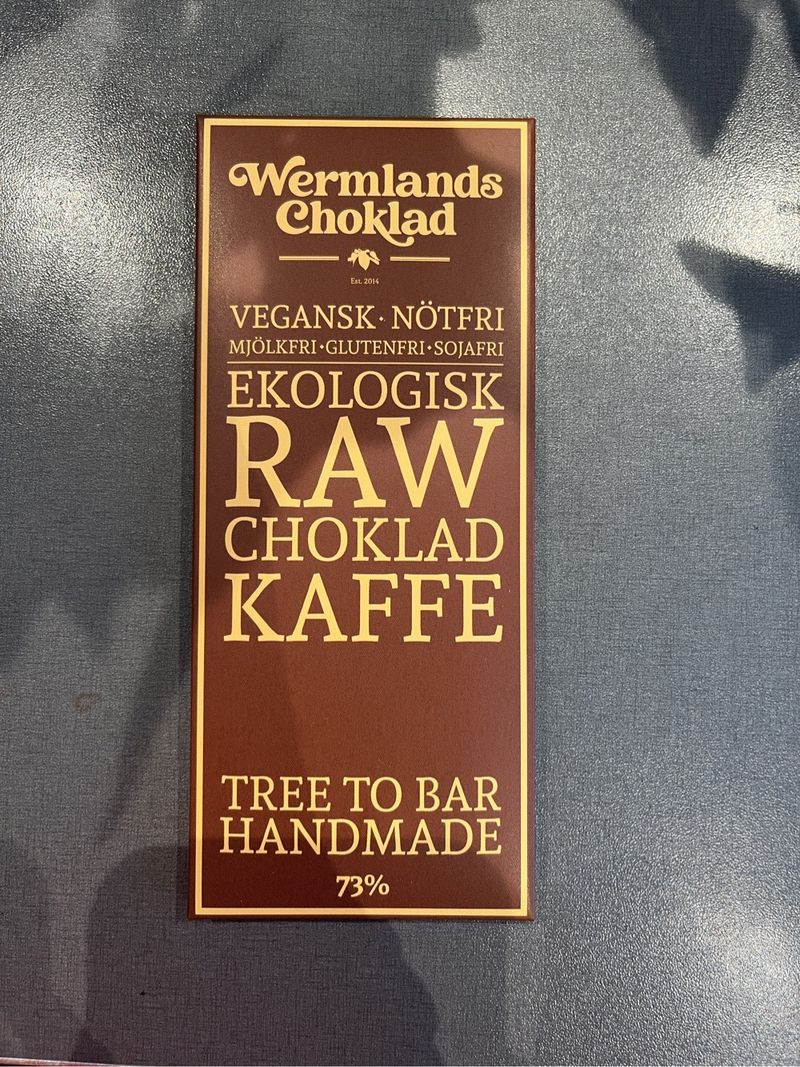 Wermlands
Choklad
Est. 2014
VEGANSK · NÖTFRI
MJÖLKFRI · GLUTENFRI · SOJAFRI
EKOLOGISK
RAW
CHOKLAD
KAFFE
TREE TO BAR
HANDMADE
73%